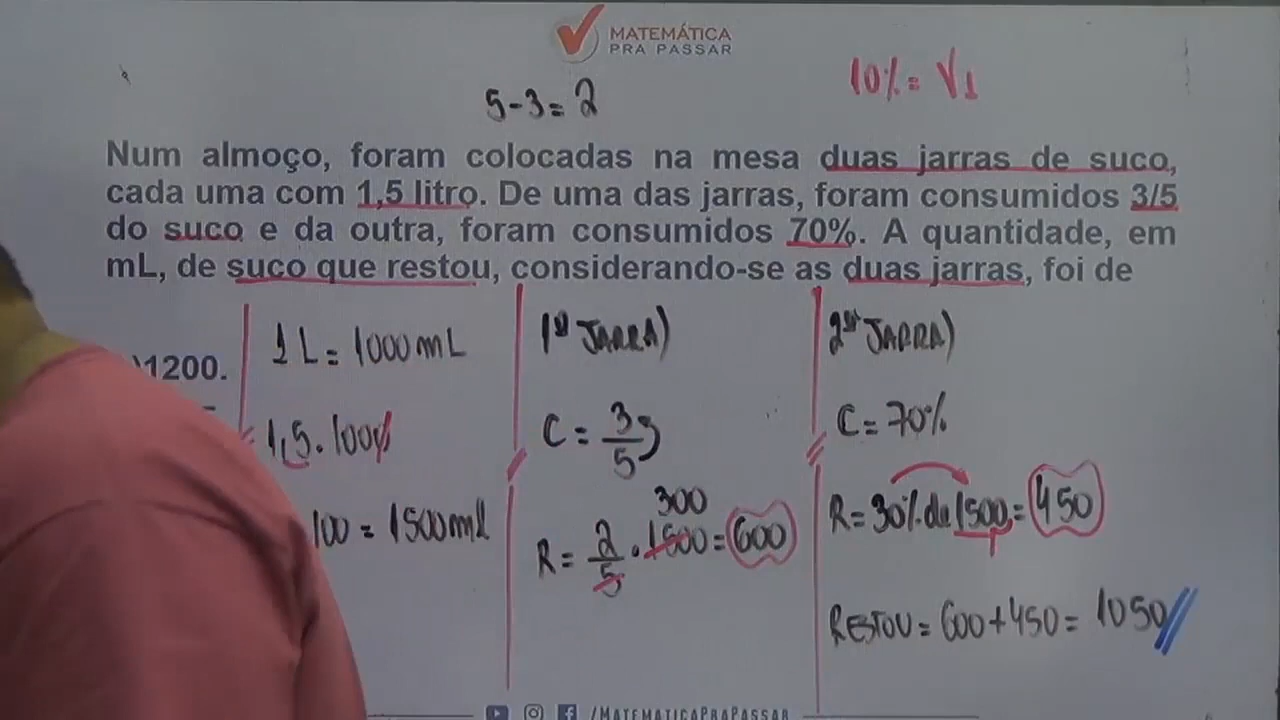 MATEMÁTICA
PRA PASSAR
5-3=2
10%= V1
Num almoço, foram colocadas na mesa duas jarras de suco,
cada uma com 1,5 litro. De uma das jarras, foram consumidos 3/5
do suco e da outra, foram consumidos 70%. A quantidade, em
mL, de suco que restou, considerando-se as duas jarras, foi de
)1200.
1 L = 1000 mL
1,5.1000
100 = 1500 ml
1ª JARRA)
C = 3/5
300
R = 2/5 . 1500 = 600
2ª JARRA)
C = 70%
R = 30% de 1500 = 450
RESTOU = 600+450 = 1050
/MATEMATICAPRAPASSAR